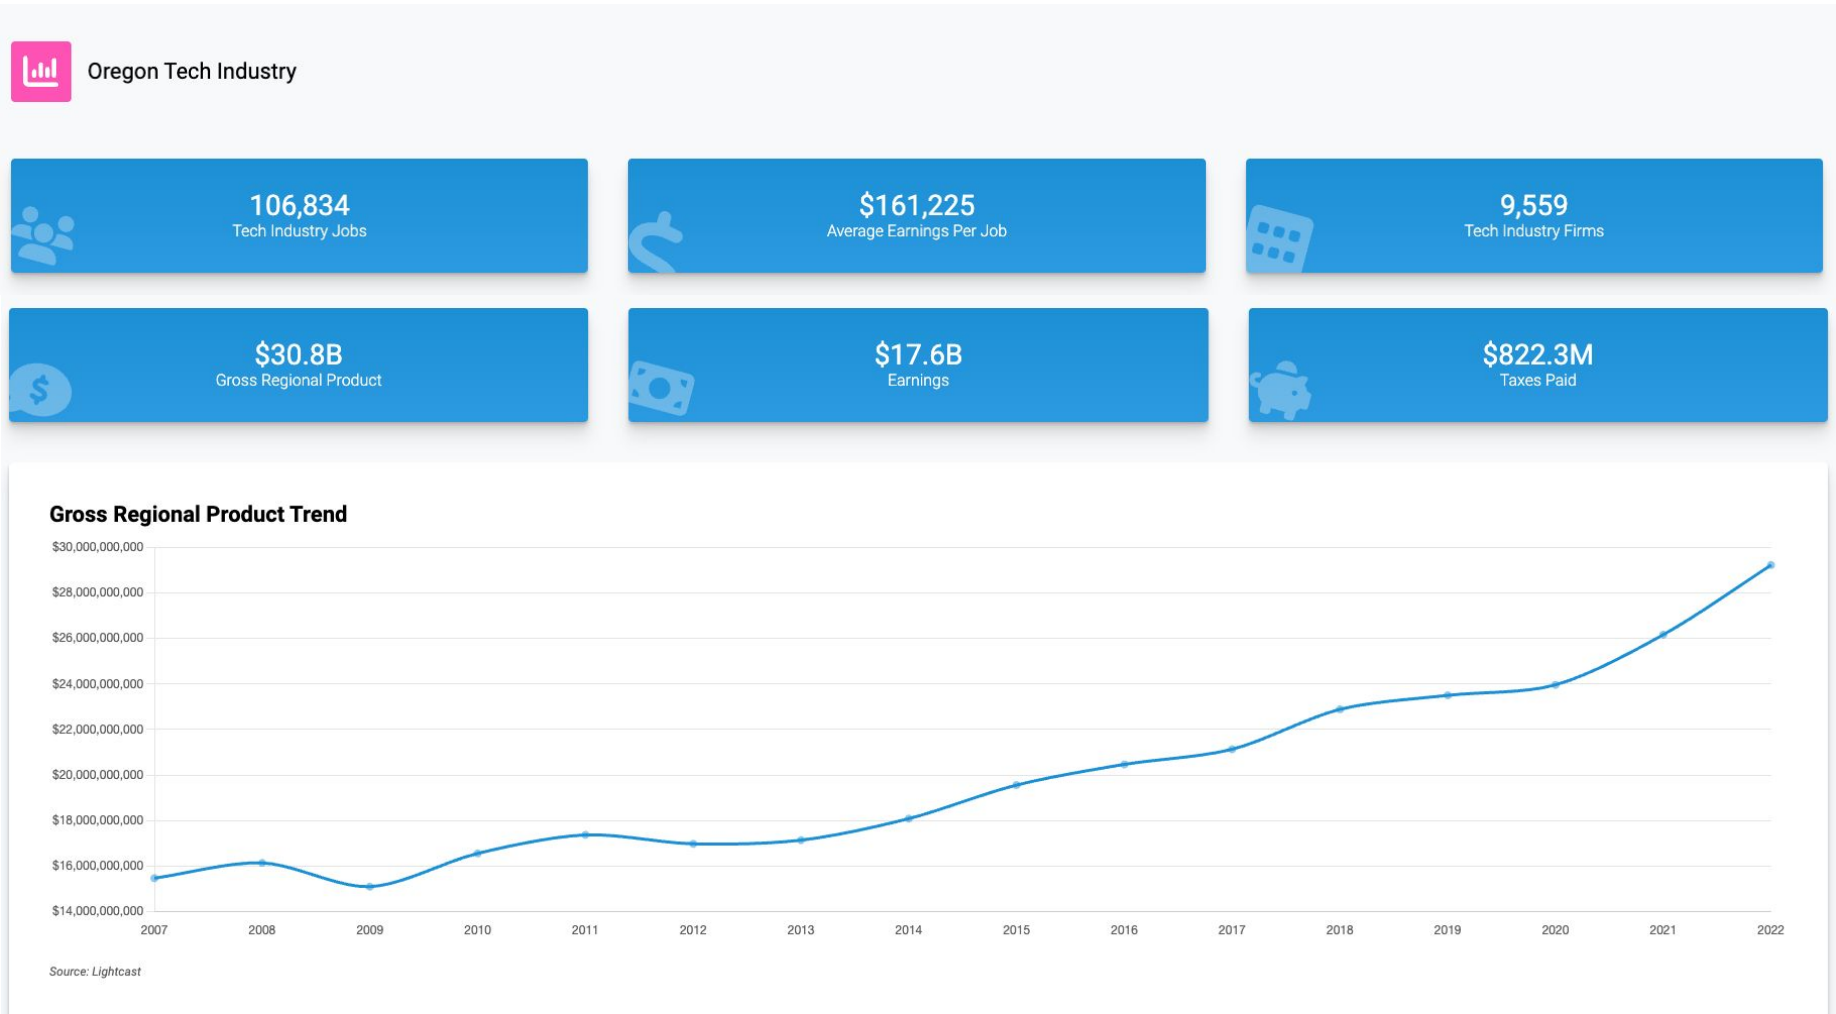 Oregon Tech Industry
106,834
Tech Industry Jobs
$161,225
Average Earnings Per Job
9,559
Tech Industry Firms
$30.8B
Gross Regional Product
$17.6B
Earnings
$822.3M
Taxes Paid
Gross Regional Product Trend
$30,000,000,000
$28,000,000,000
$26,000,000,000
$24,000,000,000
$22,000,000,000
$20,000,000,000
$18,000,000,000
$16,000,000,000
$14,000,000,000
2007 2008 2009 2010 2011 2012 2013 2014 2015 2016 2017 2018 2019 2020 2021 2022
Source: Lightcast